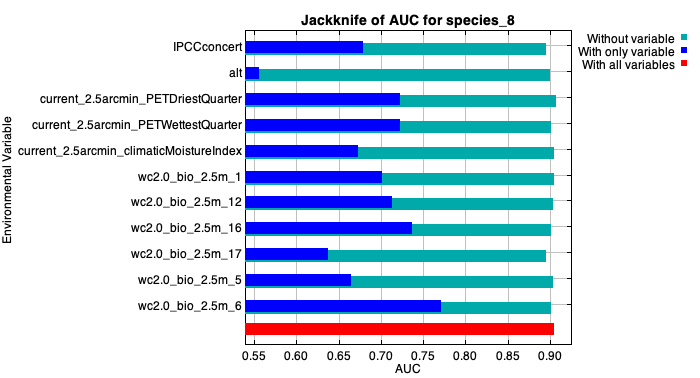 Jackknife of AUC for species_8
Without variable
With only variable
With all variables
Environmental Variable
IPCCconcert
alt
current_2.5arcmin_PETDriestQuarter
current_2.5arcmin_PETWettestQuarter
current_2.5arcmin_climaticMoistureIndex
wc2.0_bio_2.5m_1
wc2.0_bio_2.5m_12
wc2.0_bio_2.5m_16
wc2.0_bio_2.5m_17
wc2.0_bio_2.5m_5
wc2.0_bio_2.5m_6
0.55 0.60 0.65 0.70 0.75 0.80 0.85 0.90
AUC